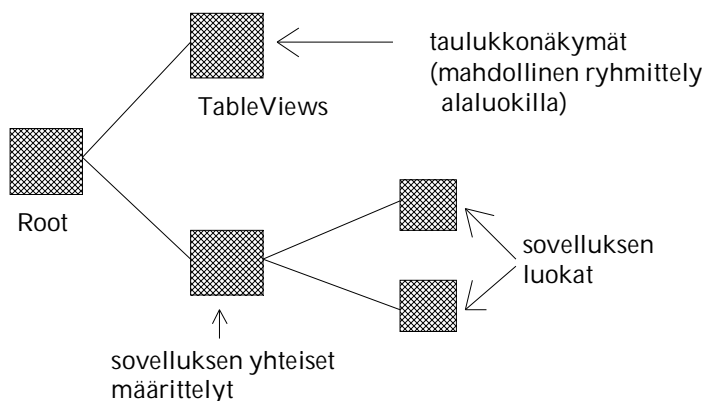 taulukkonäkymät
(mahdollinen ryhmittely
alaluokilla)
TableViews
Root
sovelluksen
luokat
sovelluksen yhteiset
määrittelyt